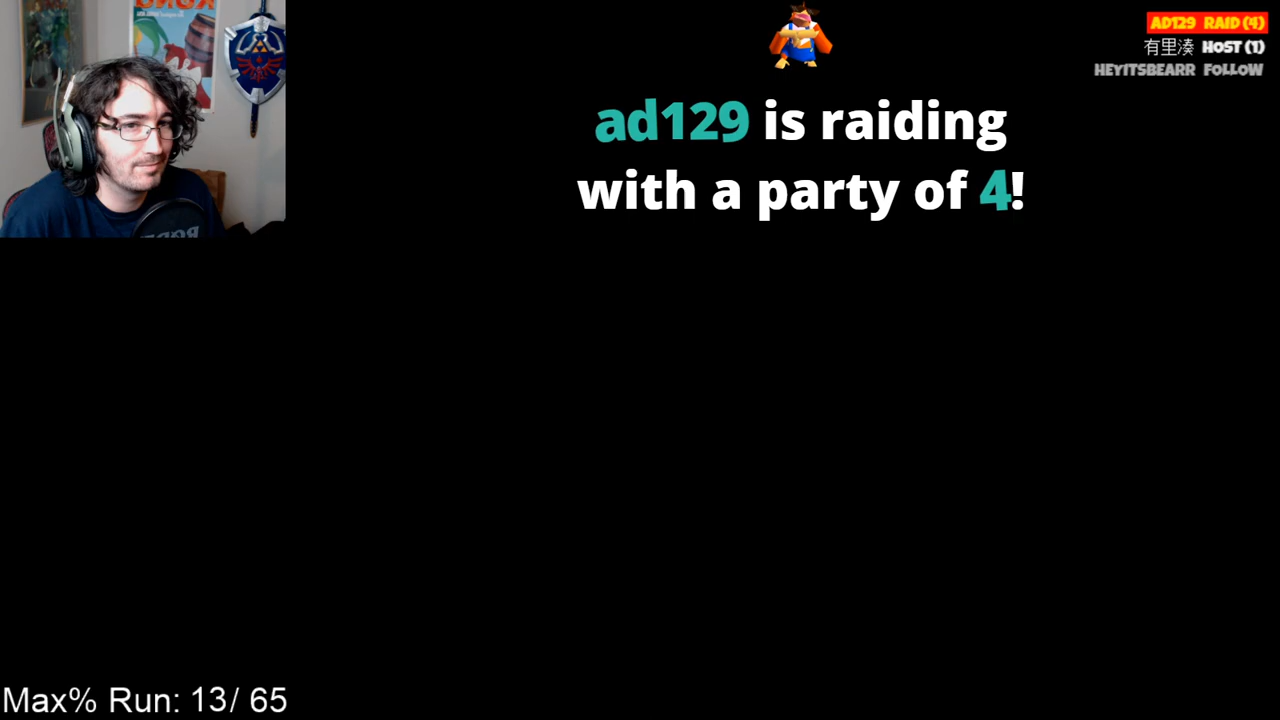 AD129 RAID (4)
有里湊 HOST (1)
HEYITSBEARR FOLLOW
ad129 is raiding
with a party of 4!
Max% Run: 13/ 65